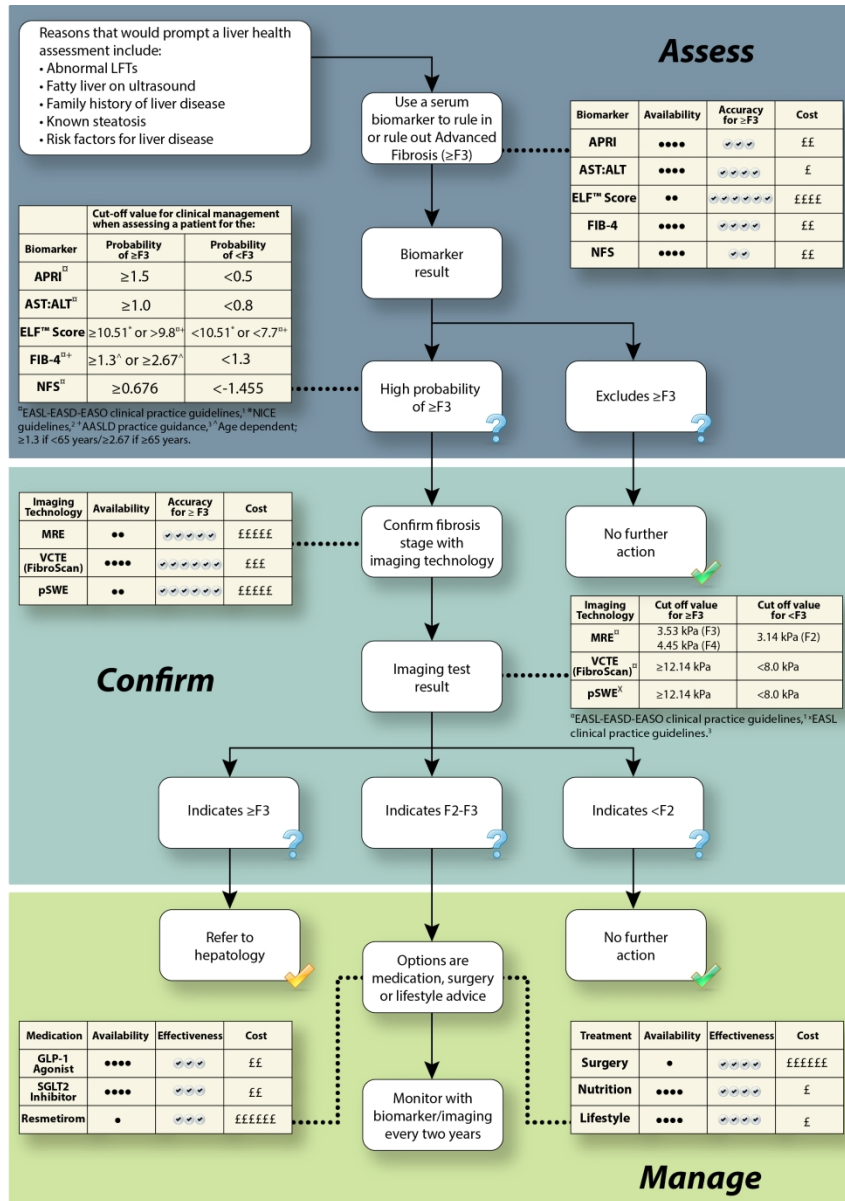 Reasons that would prompt a liver health
assessment include:
• Abnormal LFTs
• Fatty liver on ultrasound
• Family history of liver disease
• Known steatosis
• Risk factors for liver disease
Assess
Use a serum
biomarker to rule in
or rule out Advanced
Fibrosis (≥F3)
Biomarker Availability Accuracy for ≥F3 Cost
APRI •••• ✓✓✓ ££
AST:ALT •••• ✓✓✓✓ £
ELF™ Score •• ✓✓✓✓✓✓ ££££
FIB-4 •••• ✓✓✓✓ ££
NFS •••• ✓✓ ££
Cut-off value for clinical management
when assessing a patient for the:
Biomarker Probability of ≥F3 Probability of <F3
APRI¤ ≥1.5 <0.5
AST:ALT¤ ≥1.0 <0.8
ELF™ Score ≥10.51* or >9.8¤+ <10.51* or <7.7¤+
FIB-4¤+ ≥1.3^ or ≥2.67^ <1.3
NFS¤ ≥0.676 <-1.455
¤EASL-EASD-EASO clinical practice guidelines,¹ *NICE
guidelines,² +AASLD practice guidance,³ ^Age dependent;
≥1.3 if <65 years/≥2.67 if ≥65 years.
Biomarker
result
High probability
of ≥F3
?
Excludes ≥F3
?
Imaging Technology Availability Accuracy for ≥ F3 Cost
MRE •• ✓✓✓✓✓ £££££
VCTE (FibroScan) •••• ✓✓✓✓✓✓ £££
pSWE •• ✓✓✓✓✓✓ £££££
Confirm fibrosis
stage with
imaging technology
No further
action
Confirm
Imaging test
result
Imaging Technology Cut off value for ≥F3 Cut off value for <F3
MRE¤ 3.53 kPa (F3) 4.45 kPa (F4) 3.14 kPa (F2)
VCTE (FibroScan)¤ ≥12.14 kPa <8.0 kPa
pSWEX ≥12.14 kPa <8.0 kPa
¤EASL-EASD-EASO clinical practice guidelines,¹ ˣEASL
clinical practice guidelines.³
Indicates ≥F3
?
Indicates F2-F3
?
Indicates <F2
?
Refer to
hepatology
Options are
medication, surgery
or lifestyle advice
No further
action
Medication Availability Effectiveness Cost
GLP-1 Agonist •••• ✓✓✓ ££
SGLT2 Inhibitor •••• ✓✓✓ ££
Resmetirom • ✓✓✓ ££££££
Monitor with
biomarker/imaging
every two years
Treatment Availability Effectiveness Cost
Surgery • ✓✓✓✓ ££££££
Nutrition •••• ✓✓✓✓ £
Lifestyle •••• ✓✓✓✓ £
Manage